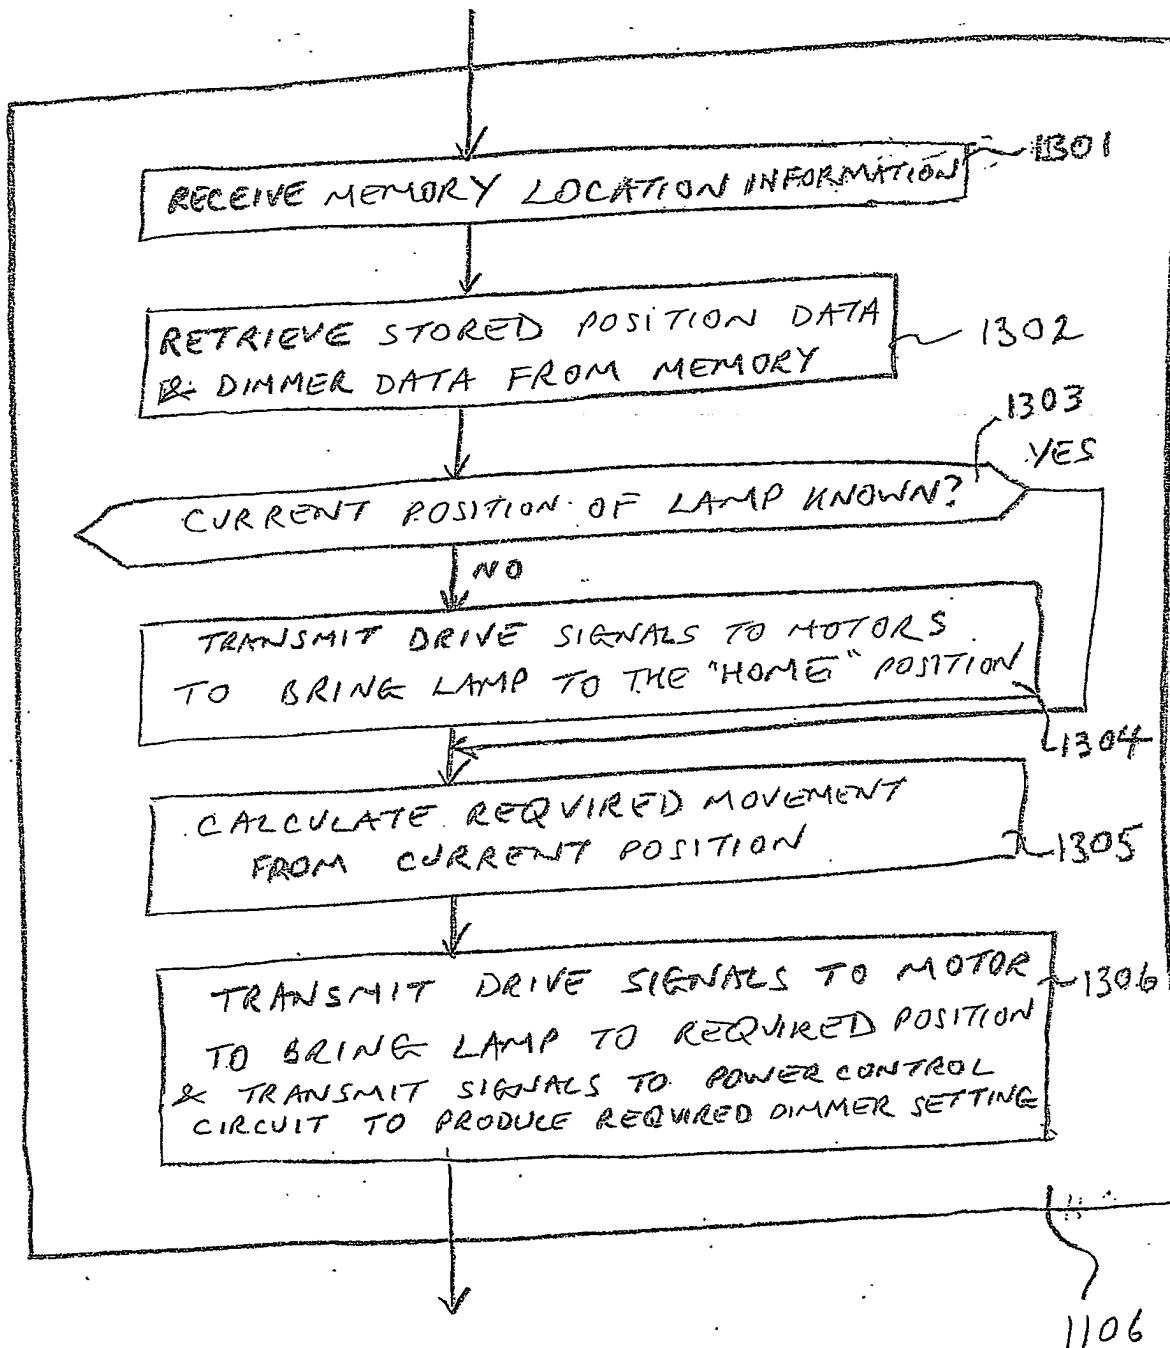 1301
RECEIVE MEMORY LOCATION INFORMATION
RETRIEVE STORED POSITION DATA
& DIMMER DATA FROM MEMORY
1302
1303
YES
CURRENT POSITION OF LAMP KNOWN?
NO
TRANSMIT DRIVE SIGNALS TO MOTORS
TO BRING LAMP TO THE "HOME" POSITION
1304
CALCULATE REQUIRED MOVEMENT
FROM CURRENT POSITION
1305
TRANSMIT DRIVE SIGNALS TO MOTOR
1306
TO BRING LAMP TO REQUIRED POSITION
& TRANSMIT SIGNALS TO POWER CONTROL
CIRCUIT TO PRODUCE REQUIRED DIMMER SETTING
1106